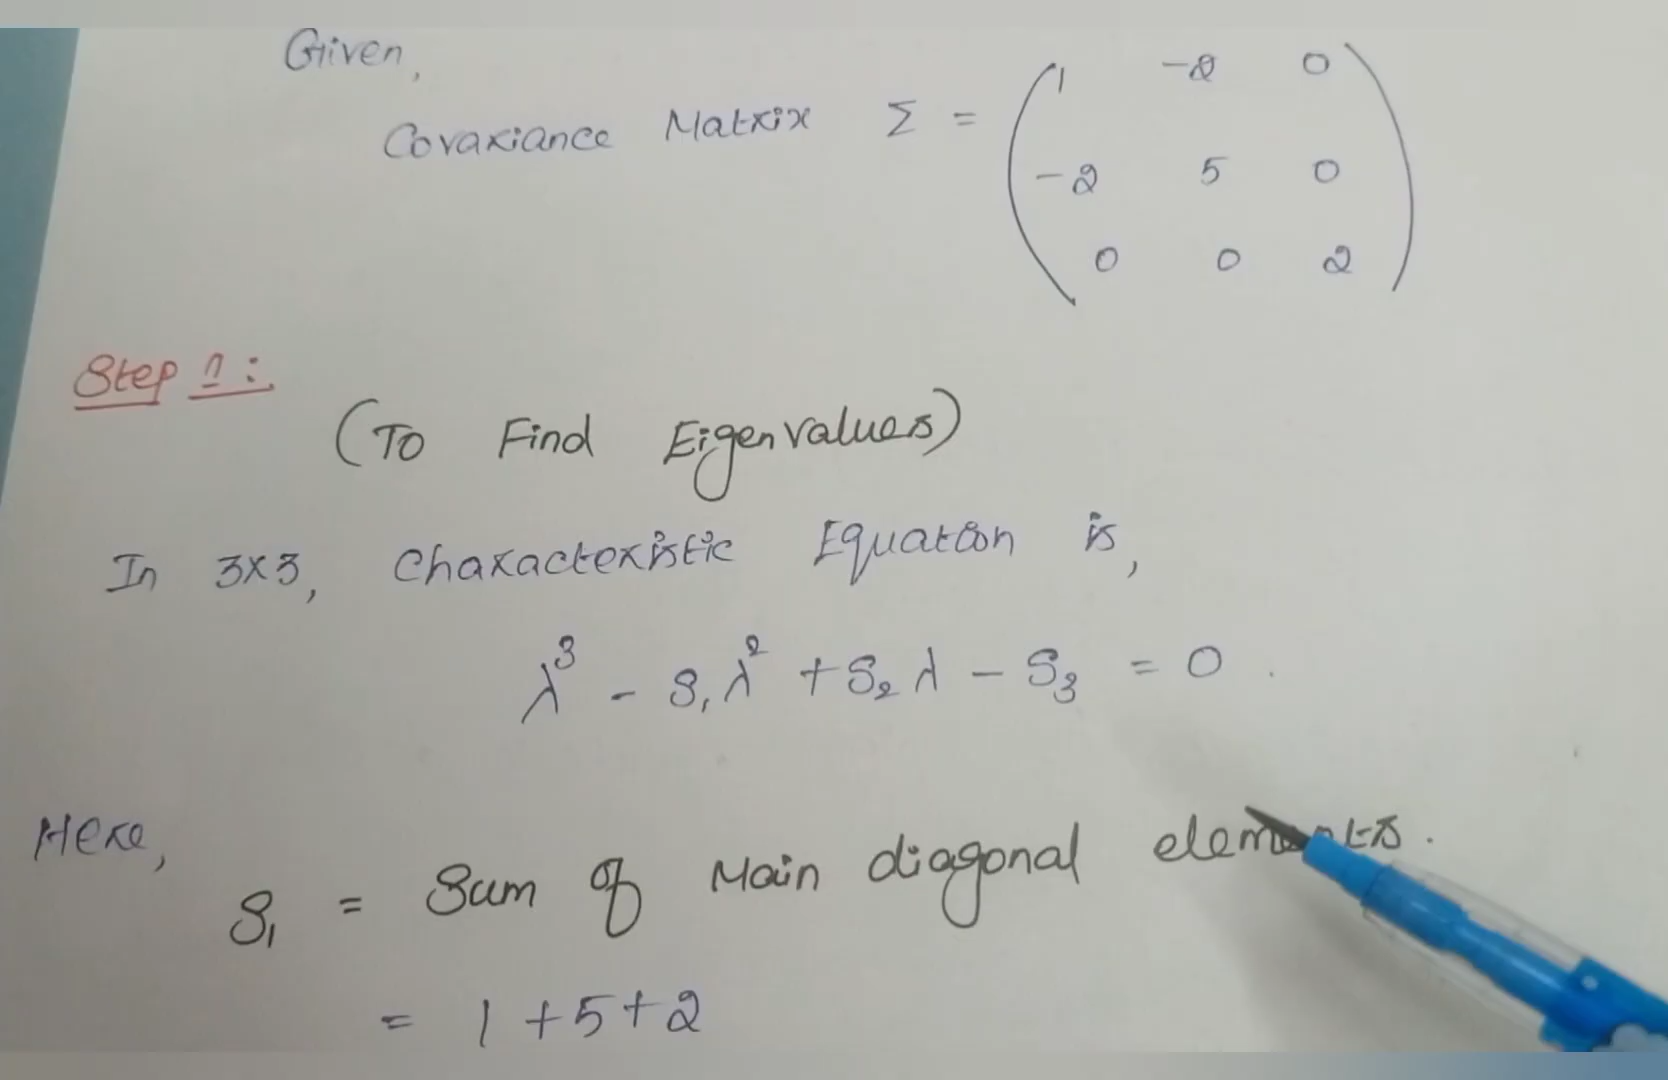 Given,
Covariance Matrix Σ = ( 1 -2 0
-2 5 0
0 0 2 )
Step 1:
(To Find Eigenvalues)
In 3x3, Characteristic Equation is,
λ³ - S₁λ² + S₂λ - S₃ = 0.
Here,
S₁ = Sum of Main diagonal elements.
= 1+5+2